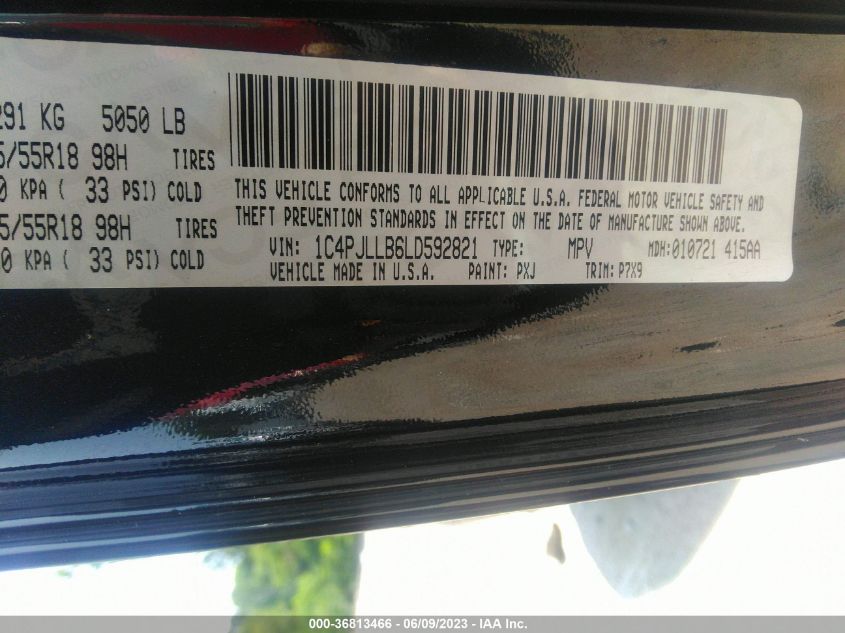 291 KG 5050 LB
5/55R18 98H TIRES
0 KPA ( 33 PSI) COLD
5/55R18 98H TIRES
0 KPA ( 33 PSI) COLD
THIS VEHICLE CONFORMS TO ALL APPLICABLE U.S.A. FEDERAL MOTOR VEHICLE SAFETY AND
THEFT PREVENTION STANDARDS IN EFFECT ON THE DATE OF MANUFACTURE SHOWN ABOVE.
VIN: 1C4PJLLB6LD592821 TYPE: MPV MDH:010721 415AA
VEHICLE MADE IN U.S.A. PAINT: PXJ TRIM: P7X9
000-36813466 - 06/09/2023 - IAA Inc.